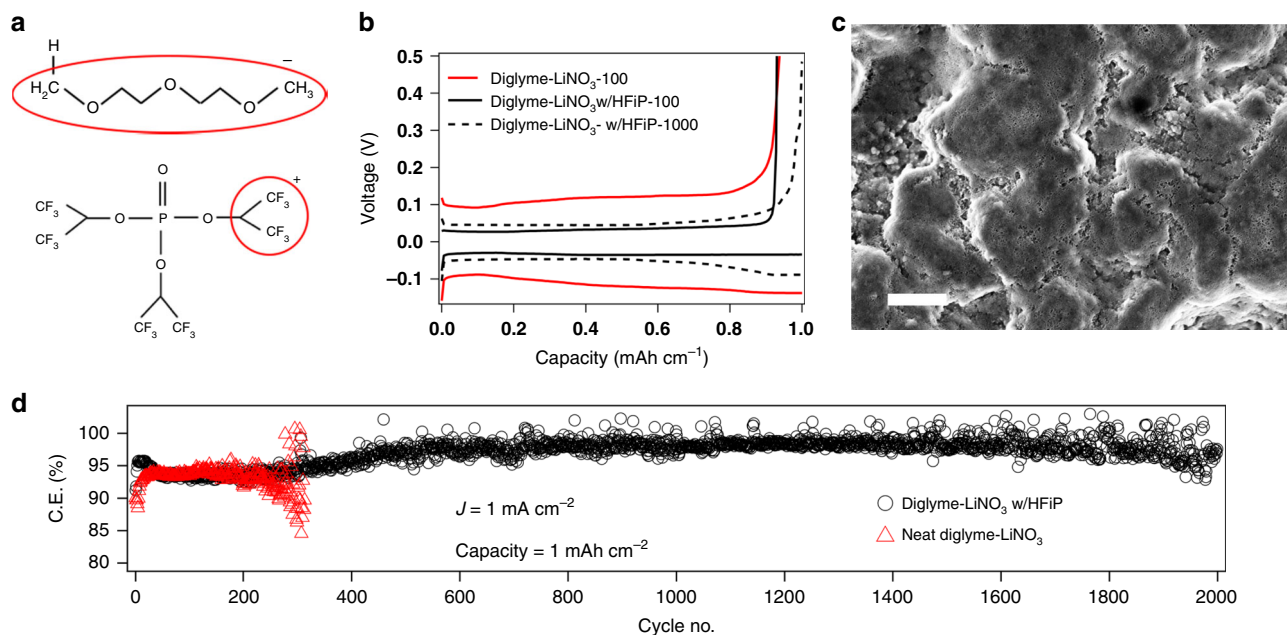 a
H
CH₂
O
O
O
CH₃
−
O
P
O
O
O
CF₃
CF₃
+
CF₃
CF₃
CF₃
CF₃
b
0.5
0.4
0.3
0.2
0.1
0.0
−0.1
Voltage (V)
Diglyme-LiNO₃-100
Diglyme-LiNO₃w/HFiP-100
Diglyme-LiNO₃- w/HFiP-1000
0.0 0.2 0.4 0.6 0.8 1.0
Capacity (mAh cm⁻¹)
c
d
100
95
90
85
80
C.E. (%)
J = 1 mA cm⁻²
Capacity = 1 mAh cm⁻²
Diglyme-LiNO₃ w/HFiP
Neat diglyme-LiNO₃
0 200 400 600 800 1000 1200 1400 1600 1800 2000
Cycle no.